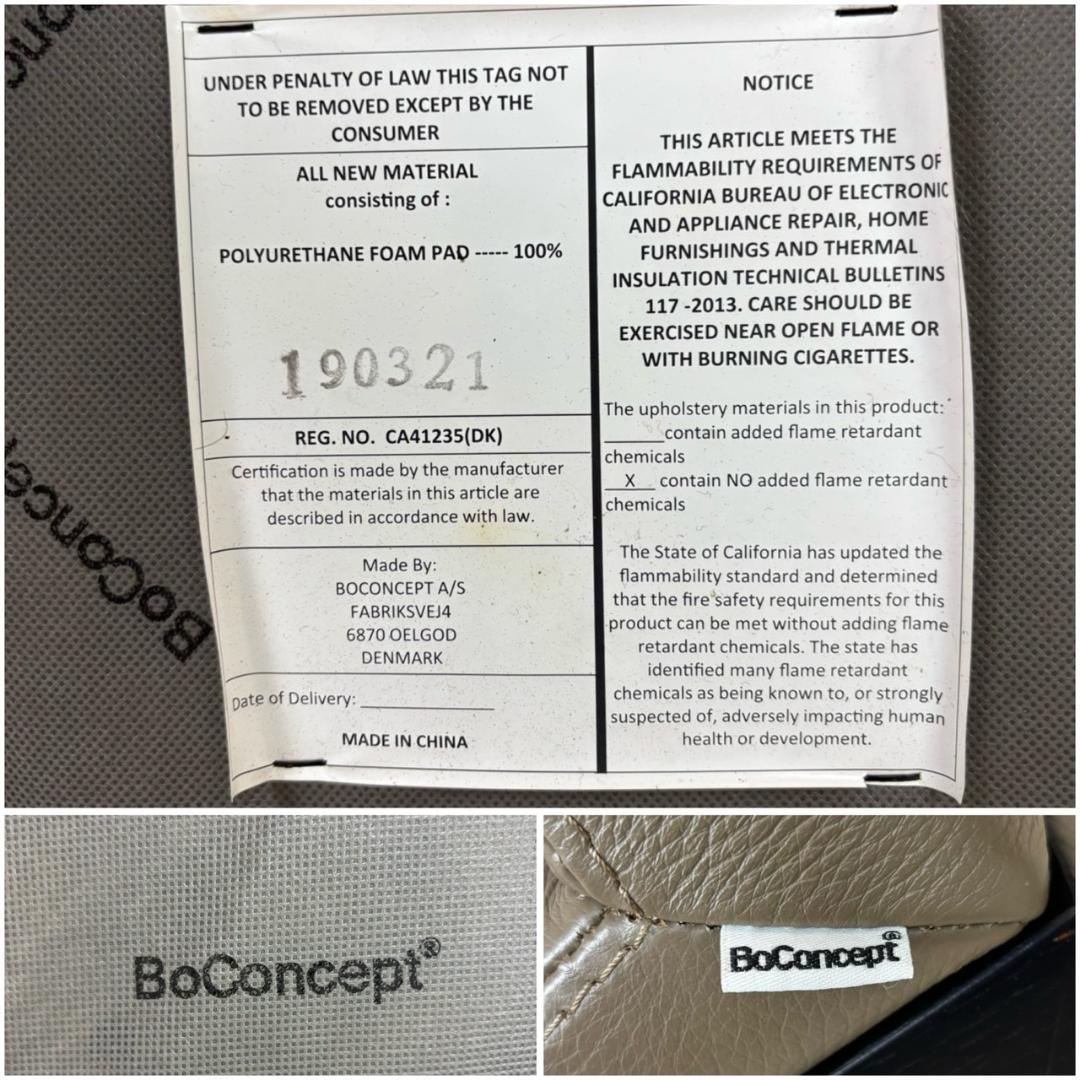 BoConcept
UNDER PENALTY OF LAW THIS TAG NOT
TO BE REMOVED EXCEPT BY THE
CONSUMER
ALL NEW MATERIAL
consisting of :
POLYURETHANE FOAM PAD ----- 100%
190321
REG. NO. CA41235(DK)
Certification is made by the manufacturer
that the materials in this article are
described in accordance with law.
Made By:
BOCONCEPT A/S
FABRIKSVEJ4
6870 OELGOD
DENMARK
Date of Delivery: ____________
MADE IN CHINA
NOTICE
THIS ARTICLE MEETS THE
FLAMMABILITY REQUIREMENTS OF
CALIFORNIA BUREAU OF ELECTRONIC
AND APPLIANCE REPAIR, HOME
FURNISHINGS AND THERMAL
INSULATION TECHNICAL BULLETINS
117 -2013. CARE SHOULD BE
EXERCISED NEAR OPEN FLAME OR
WITH BURNING CIGARETTES.
The upholstery materials in this product:
______contain added flame retardant
chemicals
__X__ contain NO added flame retardant
chemicals
The State of California has updated the
flammability standard and determined
that the fire safety requirements for this
product can be met without adding flame
retardant chemicals. The state has
identified many flame retardant
chemicals as being known to, or strongly
suspected of, adversely impacting human
health or development.
BoConcept®
BoConcept®